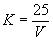 K = 25/V